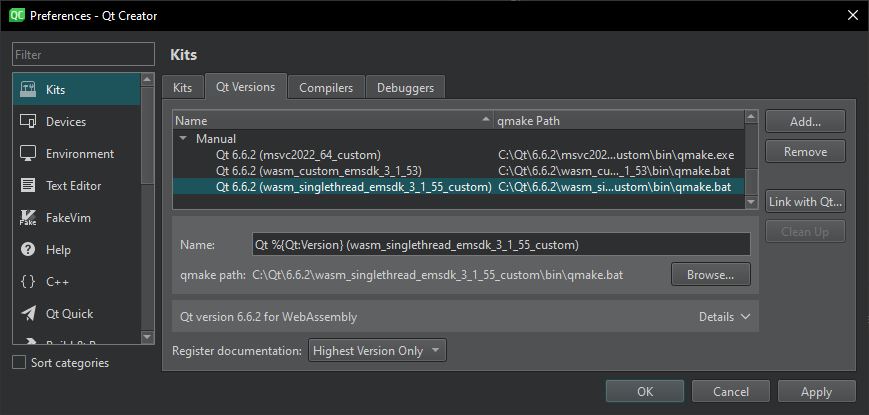 QC Preferences - Qt Creator
Filter
Kits
Kits
Devices
Environment
Text Editor
FakeVim
Help
C++
Qt Quick
Sort categories
Kits Qt Versions Compilers Debuggers
Name qmake Path
Manual
Qt 6.6.2 (msvc2022_64_custom) C:\Qt\6.6.2\msvc202...ustom\bin\qmake.exe
Qt 6.6.2 (wasm_custom_emsdk_3_1_53) C:\Qt\6.6.2\wasm_cu..._1_53\bin\qmake.bat
Qt 6.6.2 (wasm_singlethread_emsdk_3_1_55_custom) C:\Qt\6.6.2\wasm_si...ustom\bin\qmake.bat
Add...
Remove
Link with Qt...
Clean Up
Name: Qt %{Qt:Version} (wasm_singlethread_emsdk_3_1_55_custom)
qmake path: C:\Qt\6.6.2\wasm_singlethread_emsdk_3_1_55_custom\bin\qmake.bat Browse...
Qt version 6.6.2 for WebAssembly Details
Register documentation: Highest Version Only
OK Cancel Apply